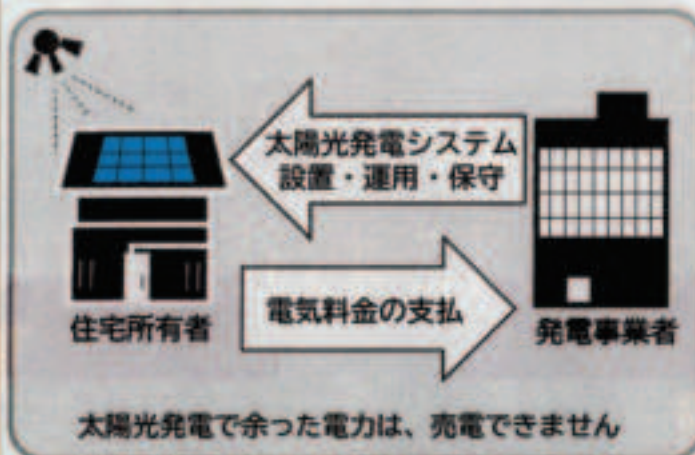 太陽光発電システム
設置・運用・保守
住宅所有者
電気料金の支払
発電事業者
太陽光発電で余った電力は、売電できません